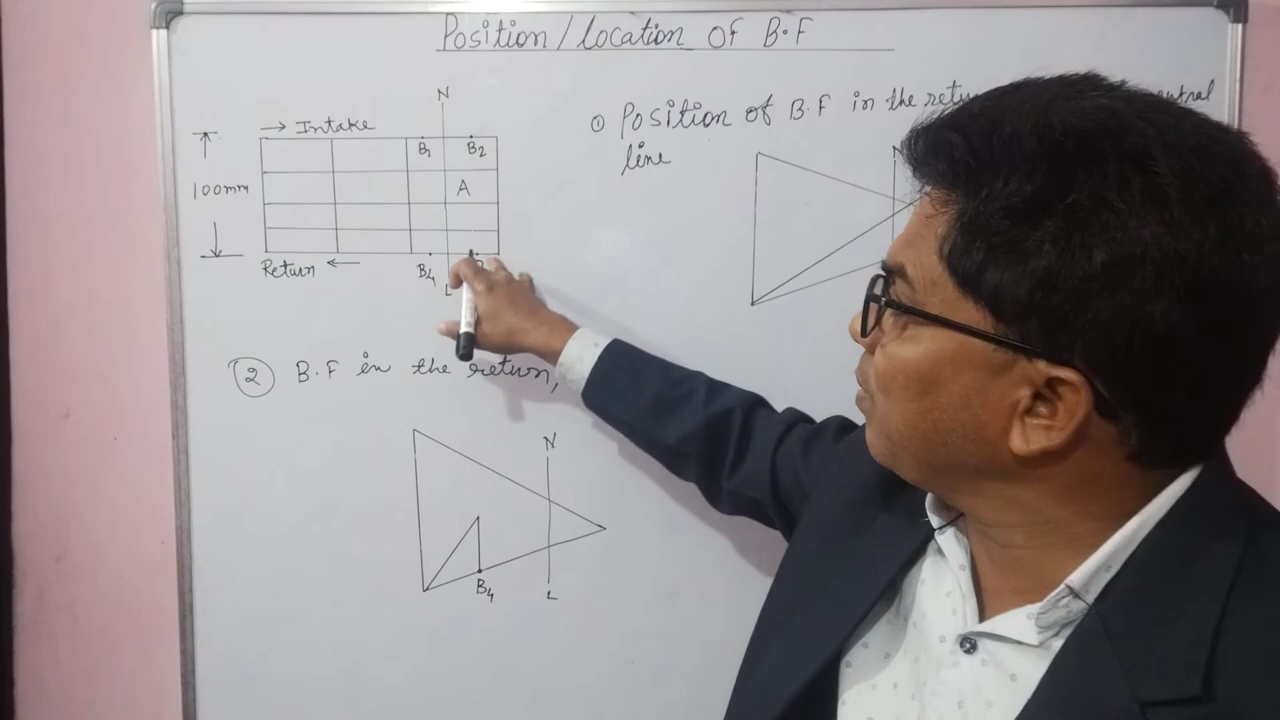 Position/location of B.F
N
→ Intake
B1 B2
100mm
A
Return ←
B4
L
① Position of B.F in the
line
② B.F in the return,
N
B4
L